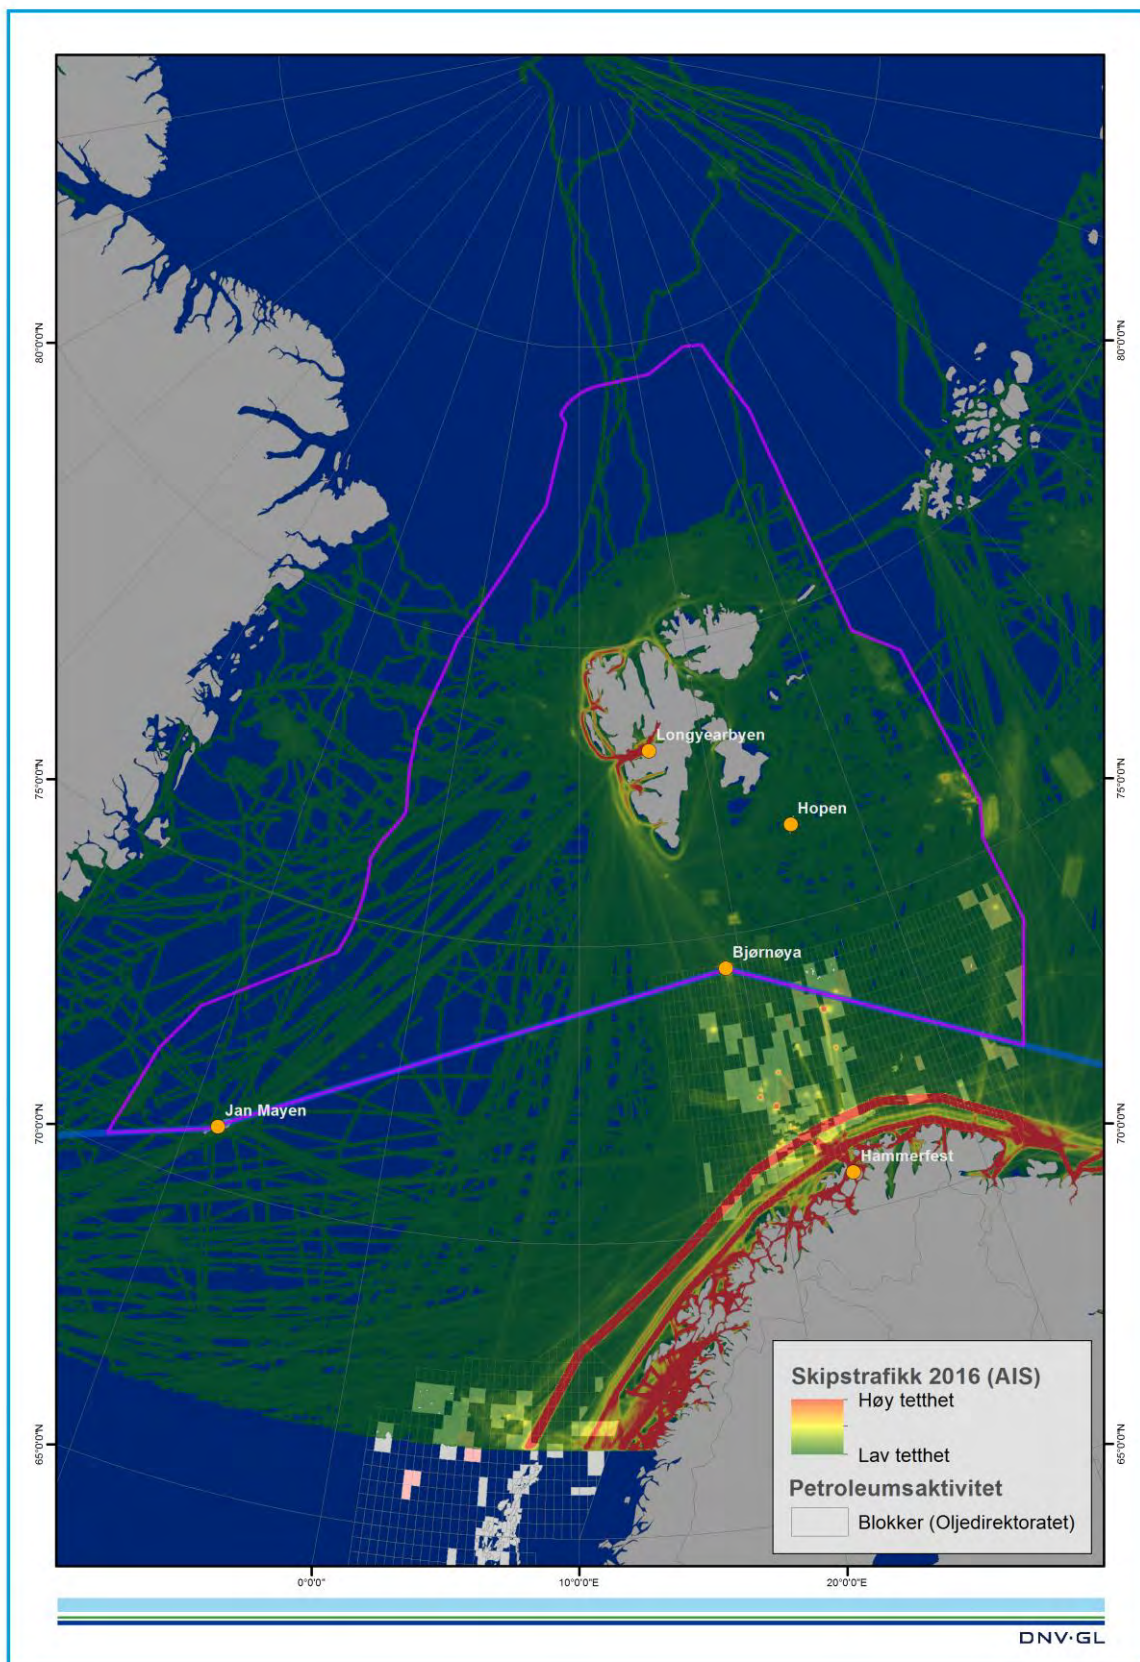 80°0'0"N
80°0'0"N
Longyearbyen
75°0'0"N
75°0'0"N
Hopen
Bjørnøya
Jan Mayen
70°0'0"N
70°0'0"N
Hammerfest
Skipstrafikk 2016 (AIS)
Høy tetthet
Lav tetthet
Petroleumsaktivitet
Blokker (Oljedirektoratet)
65°0'0"N
65°0'0"N
0°0'0"
10°0'0"E
20°0'0"E
DNV·GL